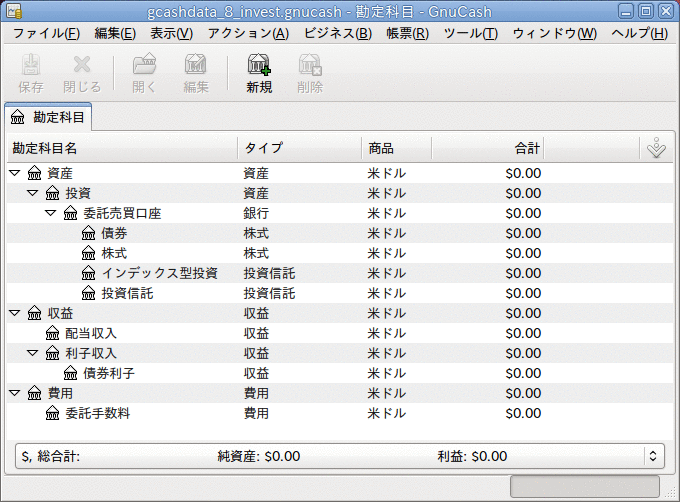 gcashdata_8_invest.gnucash - 勘定科目 - GnuCash
ファイル(F) 編集(E) 表示(V) アクション(A) ビジネス(B) 帳票(R) ツール(T) ウィンドウ(W) ヘルプ(H)
保存 閉じる 開く 編集 新規 削除
勘定科目
勘定科目名 タイプ 商品 合計
資産 資産 米ドル $0.00
投資 資産 米ドル $0.00
委託売買口座 銀行 米ドル $0.00
債券 株式 米ドル $0.00
株式 株式 米ドル $0.00
インデックス型投資 投資信託 米ドル $0.00
投資信託 投資信託 米ドル $0.00
収益 収益 米ドル $0.00
配当収入 収益 米ドル $0.00
利子収入 収益 米ドル $0.00
債券利子 収益 米ドル $0.00
費用 費用 米ドル $0.00
委託手数料 費用 米ドル $0.00
$, 総合計: 純資産: $0.00 利益: $0.00